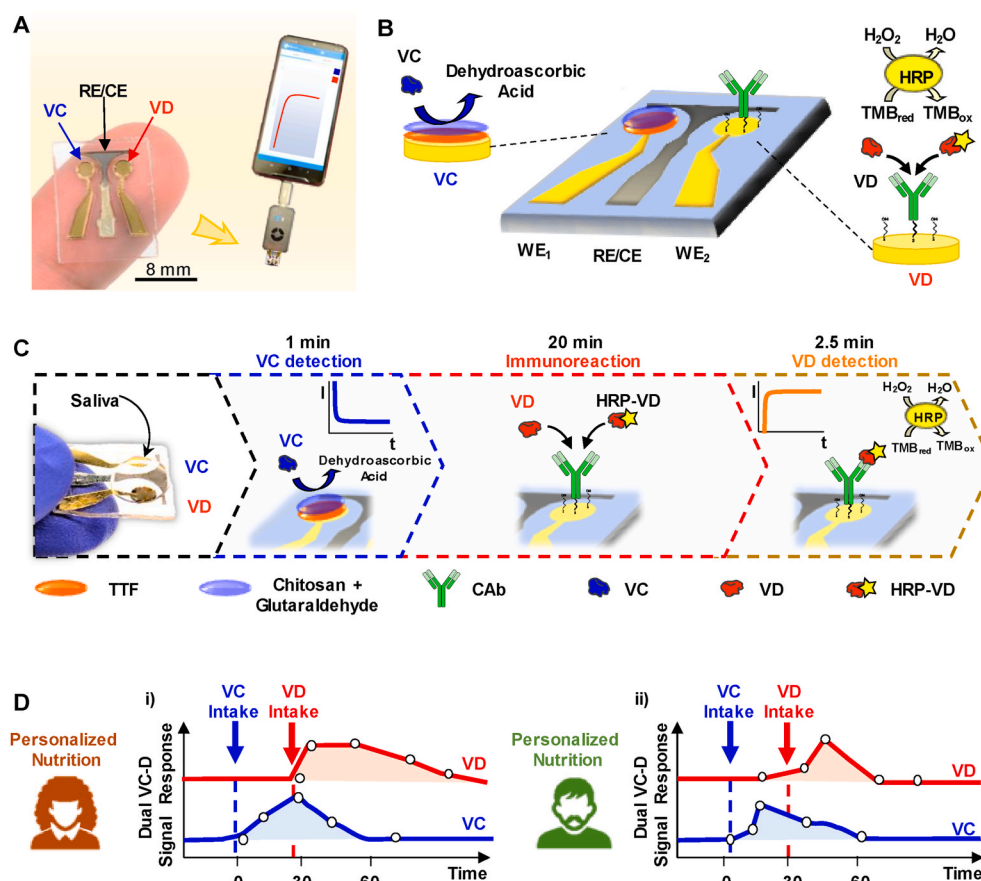 A
RE/CE
VC
VD
8 mm
B
VC
Dehydroascorbic
Acid
VC
WE1
RE/CE
WE2
H2O2
H2O
HRP
TMBred
TMBox
VD
VD
C
1 min
VC detection
20 min
Immunoreaction
2.5 min
VD detection
Saliva
VC
VD
I
t
VC
Dehydroascorbic
Acid
VD
HRP-VD
I
t
H2O2
H2O
HRP
TMBred
TMBox
TTF
Chitosan +
Glutaraldehyde
CAb
VC
VD
HRP-VD
D
i)
VC
Intake
VD
Intake
Personalized
Nutrition
Dual VC-D
Signal Response
VD
VC
0
30
60
Time
ii)
VC
Intake
VD
Intake
Personalized
Nutrition
Dual VC-D
Signal Response
VD
VC
0
30
60
Time